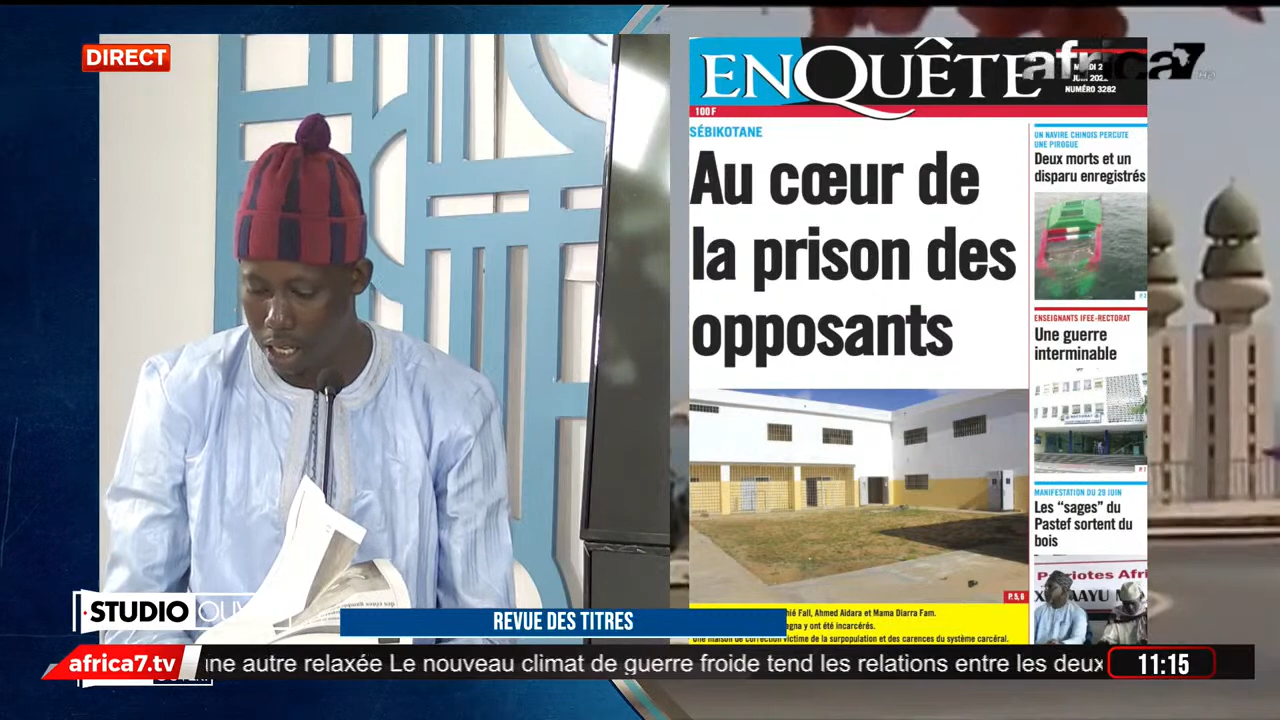 DIRECT
ENQUÊTE
africa7
NUMÉRO 3282
100 F
SÉBIKOTANE
Au cœur de
la prison des
opposants
UN NAVIRE CHINOIS PERCUTE
UNE PIROGUE
Deux morts et un
disparu enregistrés
ENSEIGNANTS IFEE-RECTORAT
Une guerre
interminable
MANIFESTATION DU 29 JUIN
Les “sages” du
Pastef sortent du
bois
P. 5, 6
Fall, Ahmed Aidara et Mama Diarra Fam.
y ont été incarcérés.
Une maison de correction victime de la surpopulation et des carences du système carcéral.
STUDIO
REVUE DES TITRES
africa7.tv
une autre relaxée Le nouveau climat de guerre froide tend les relations entre les deux
11:15